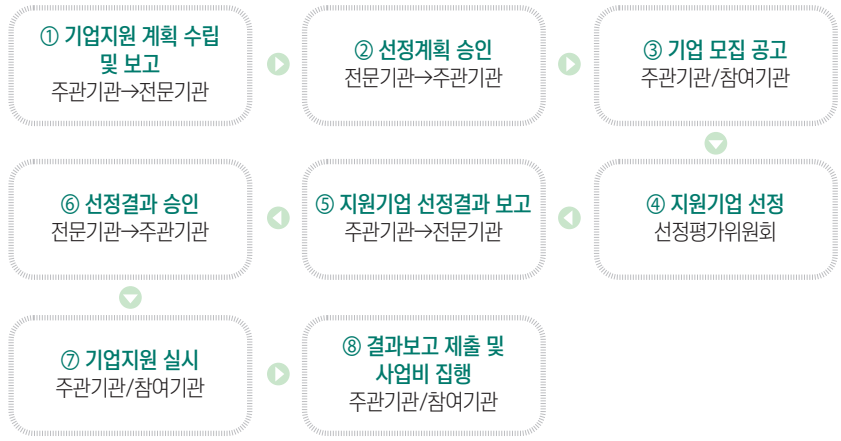 ① 기업지원 계획 수립
및 보고
주관기관→전문기관
② 선정계획 승인
전문기관→주관기관
③ 기업 모집 공고
주관기관/참여기관
④ 지원기업 선정
선정평가위원회
⑤ 지원기업 선정결과 보고
주관기관→전문기관
⑥ 선정결과 승인
전문기관→주관기관
⑦ 기업지원 실시
주관기관/참여기관
⑧ 결과보고 제출 및
사업비 집행
주관기관/참여기관